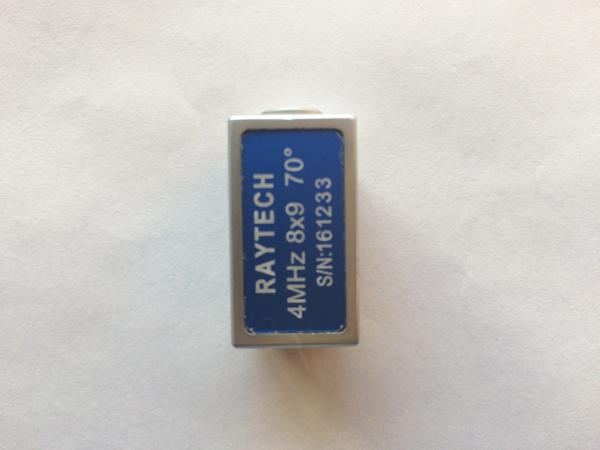 RAYTECH
4MHz 8x9 70°
S/N:161233